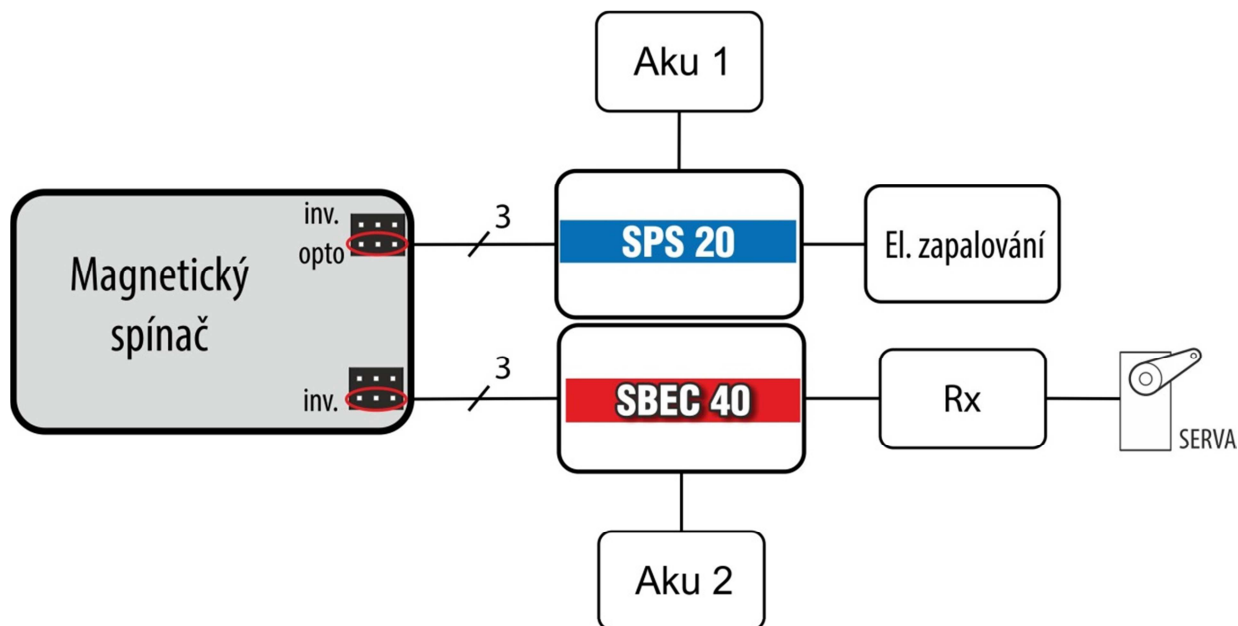 Aku 1
inv.
opto
3
SPS 20
El. zapalování
Magnetický
spínač
inv.
3
SBEC 40
Rx
SERVA
Aku 2